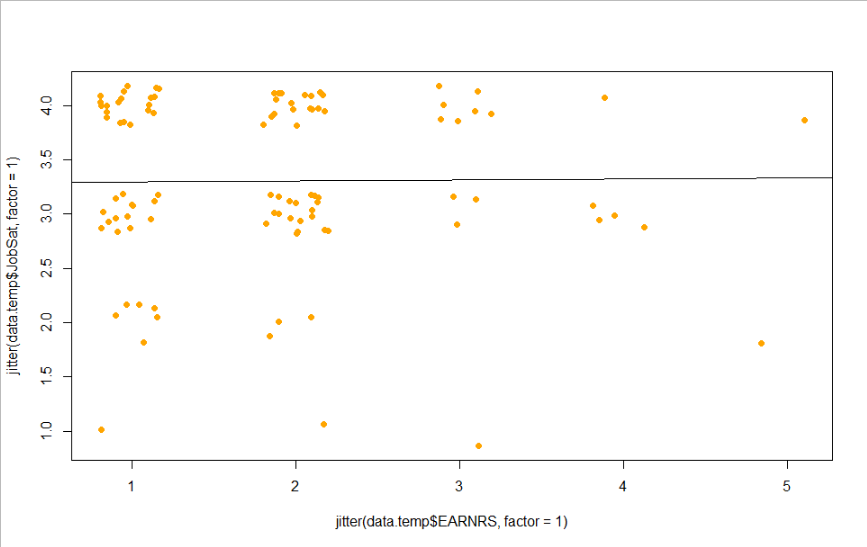 jitter(data.temp$JobSat, factor = 1)
4.0
3.5
3.0
2.5
2.0
1.5
1.0
1 2 3 4 5
jitter(data.temp$EARNRS, factor = 1)